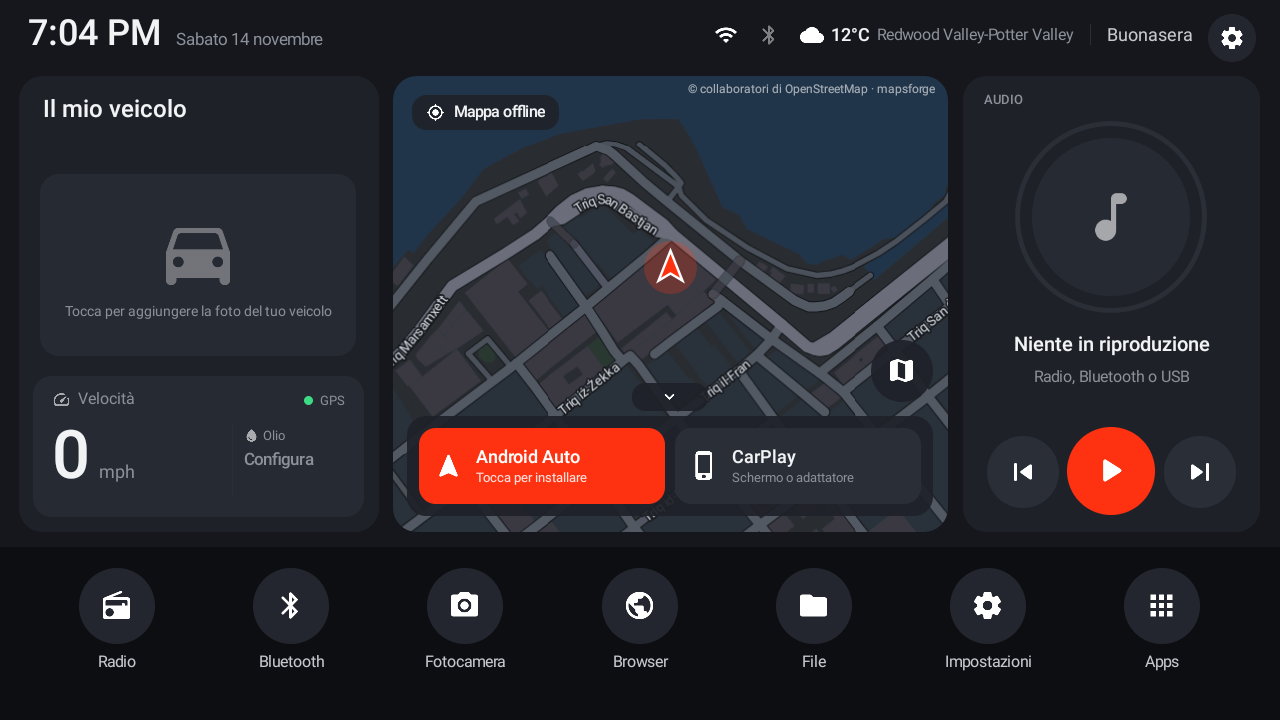 7:04 PM
Sabato 14 novembre
12°C
Redwood Valley-Potter Valley
Buonasera
Il mio veicolo
Tocca per aggiungere la foto del tuo veicolo
Velocità
GPS
0 mph
Olio
Configura
© collaboratori di OpenStreetMap · mapsforge
Mappa offline
Triq San Bastjan
Triq Marsamxett
Triq iż-Żekka
Triq il-Fran
Triq San
Android Auto
Tocca per installare
CarPlay
Schermo o adattatore
AUDIO
Niente in riproduzione
Radio, Bluetooth o USB
Radio
Bluetooth
Fotocamera
Browser
File
Impostazioni
Apps